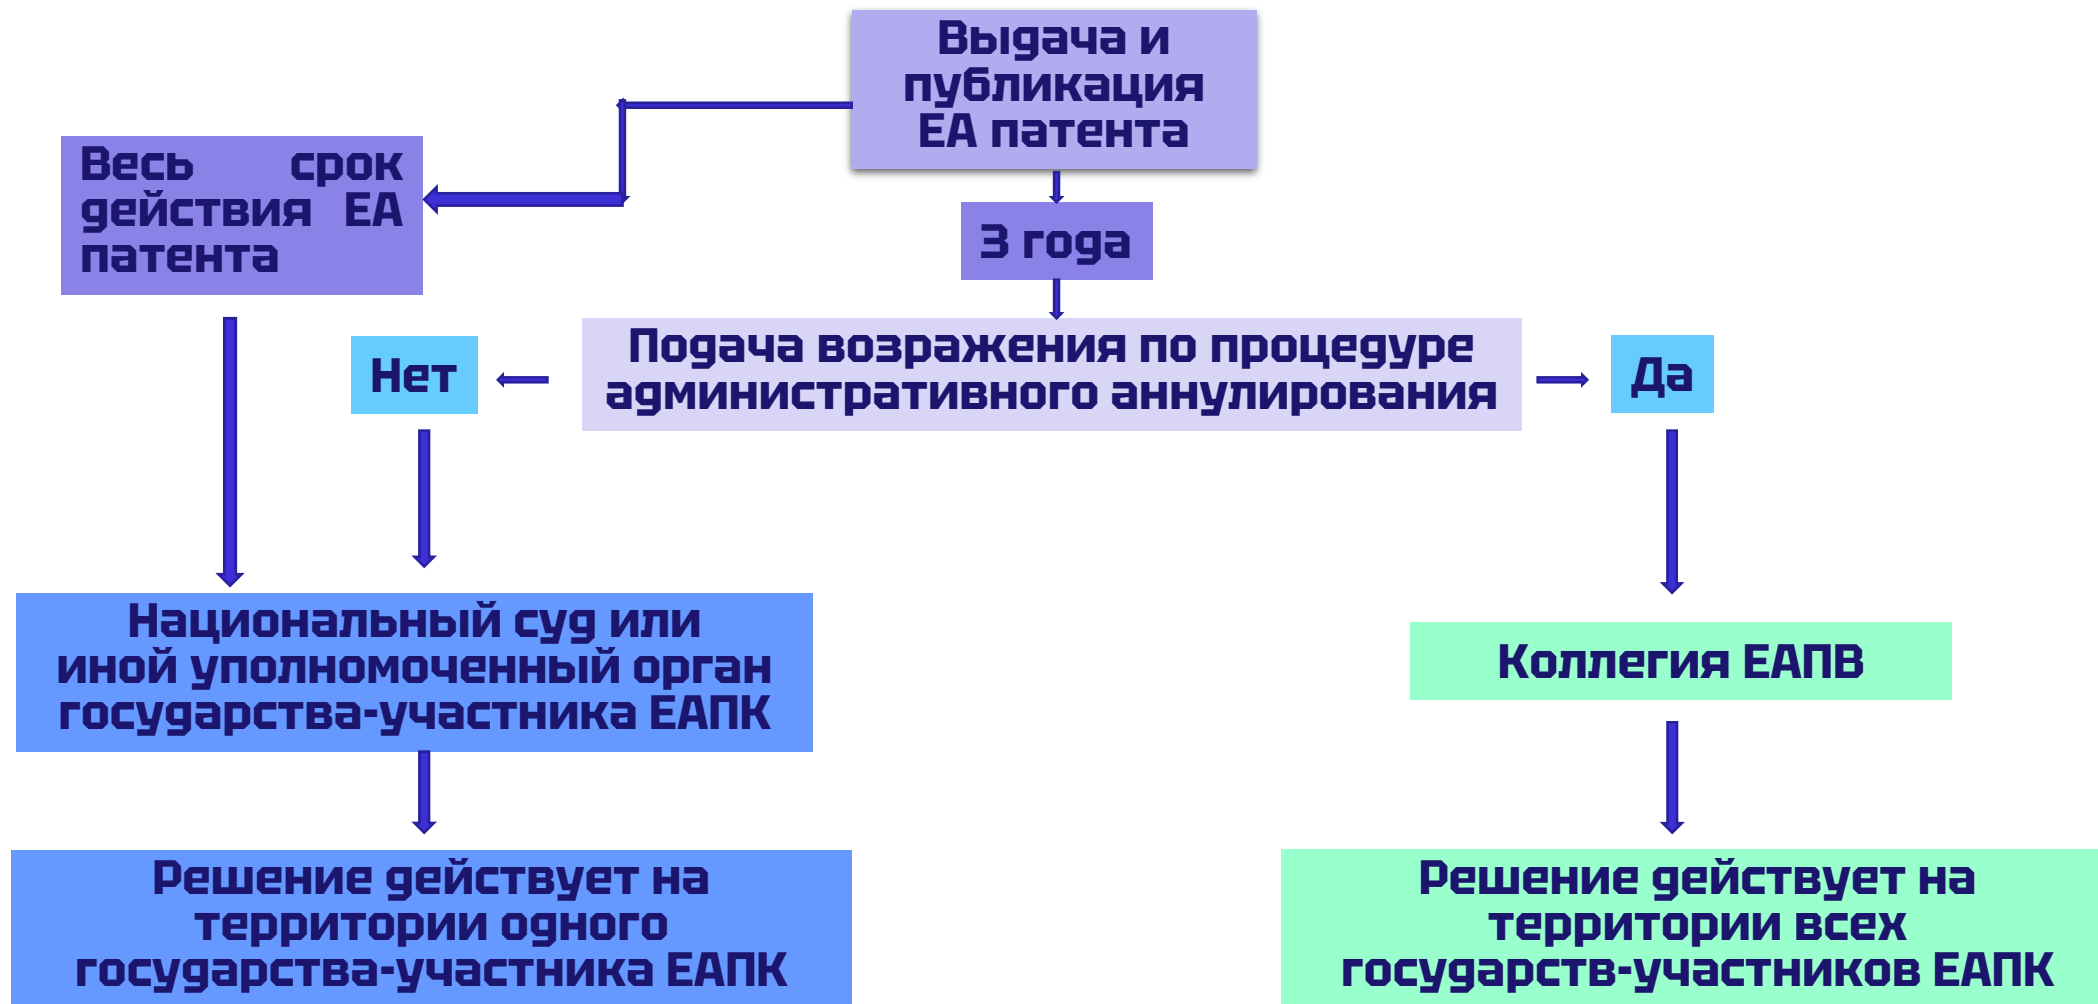 Выдача и
публикация
ЕА патента
Весь срок
действия ЕА
патента
3 года
Подача возражения по процедуре
административного аннулирования
Нет
Да
Национальный суд или
иной уполномоченный орган
государства-участника ЕАПК
Коллегия ЕАПВ
Решение действует на
территории одного
государства-участника ЕАПК
Решение действует на
территории всех
государств-участников ЕАПК